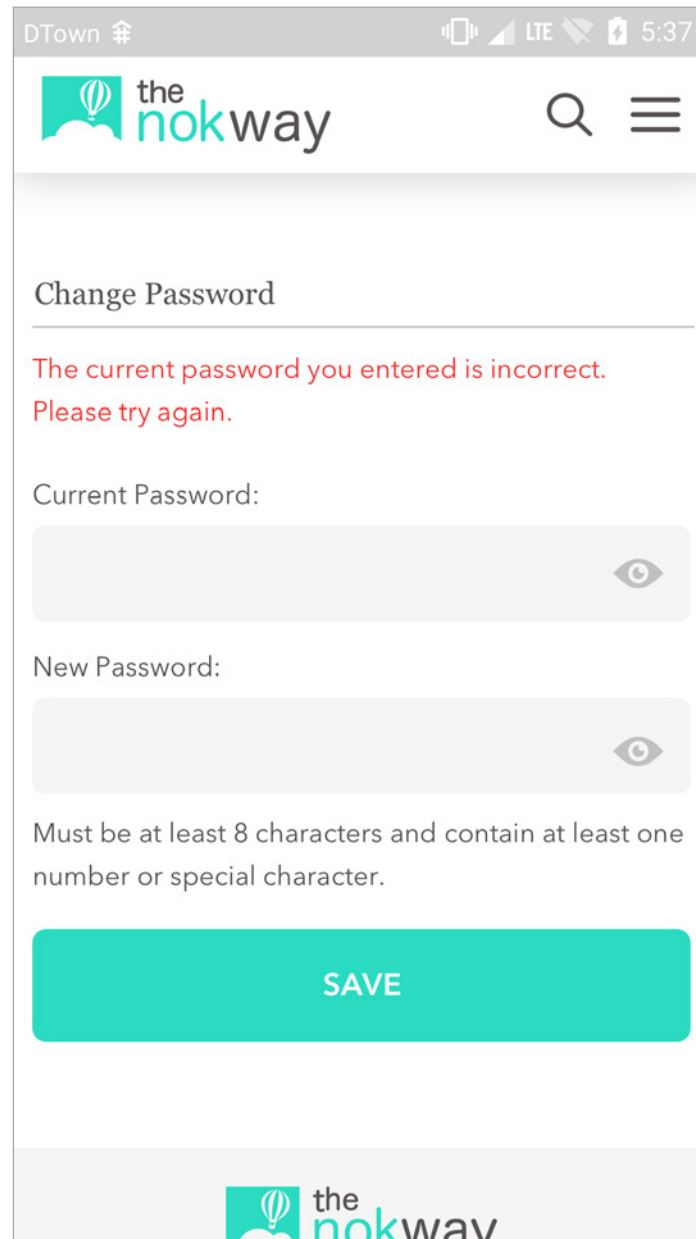 DTown LTE 5:37
the
nokway
Change Password
The current password you entered is incorrect.
Please try again.
Current Password:
New Password:
Must be at least 8 characters and contain at least one
number or special character.
SAVE
the
nokway